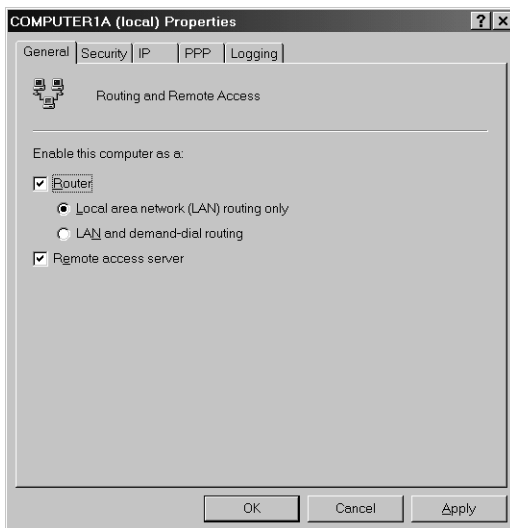 COMPUTER1A (local) Properties
General Security IP PPP Logging
Routing and Remote Access
Enable this computer as a:
Router
Local area network (LAN) routing only
LAN and demand-dial routing
Remote access server
OK Cancel Apply